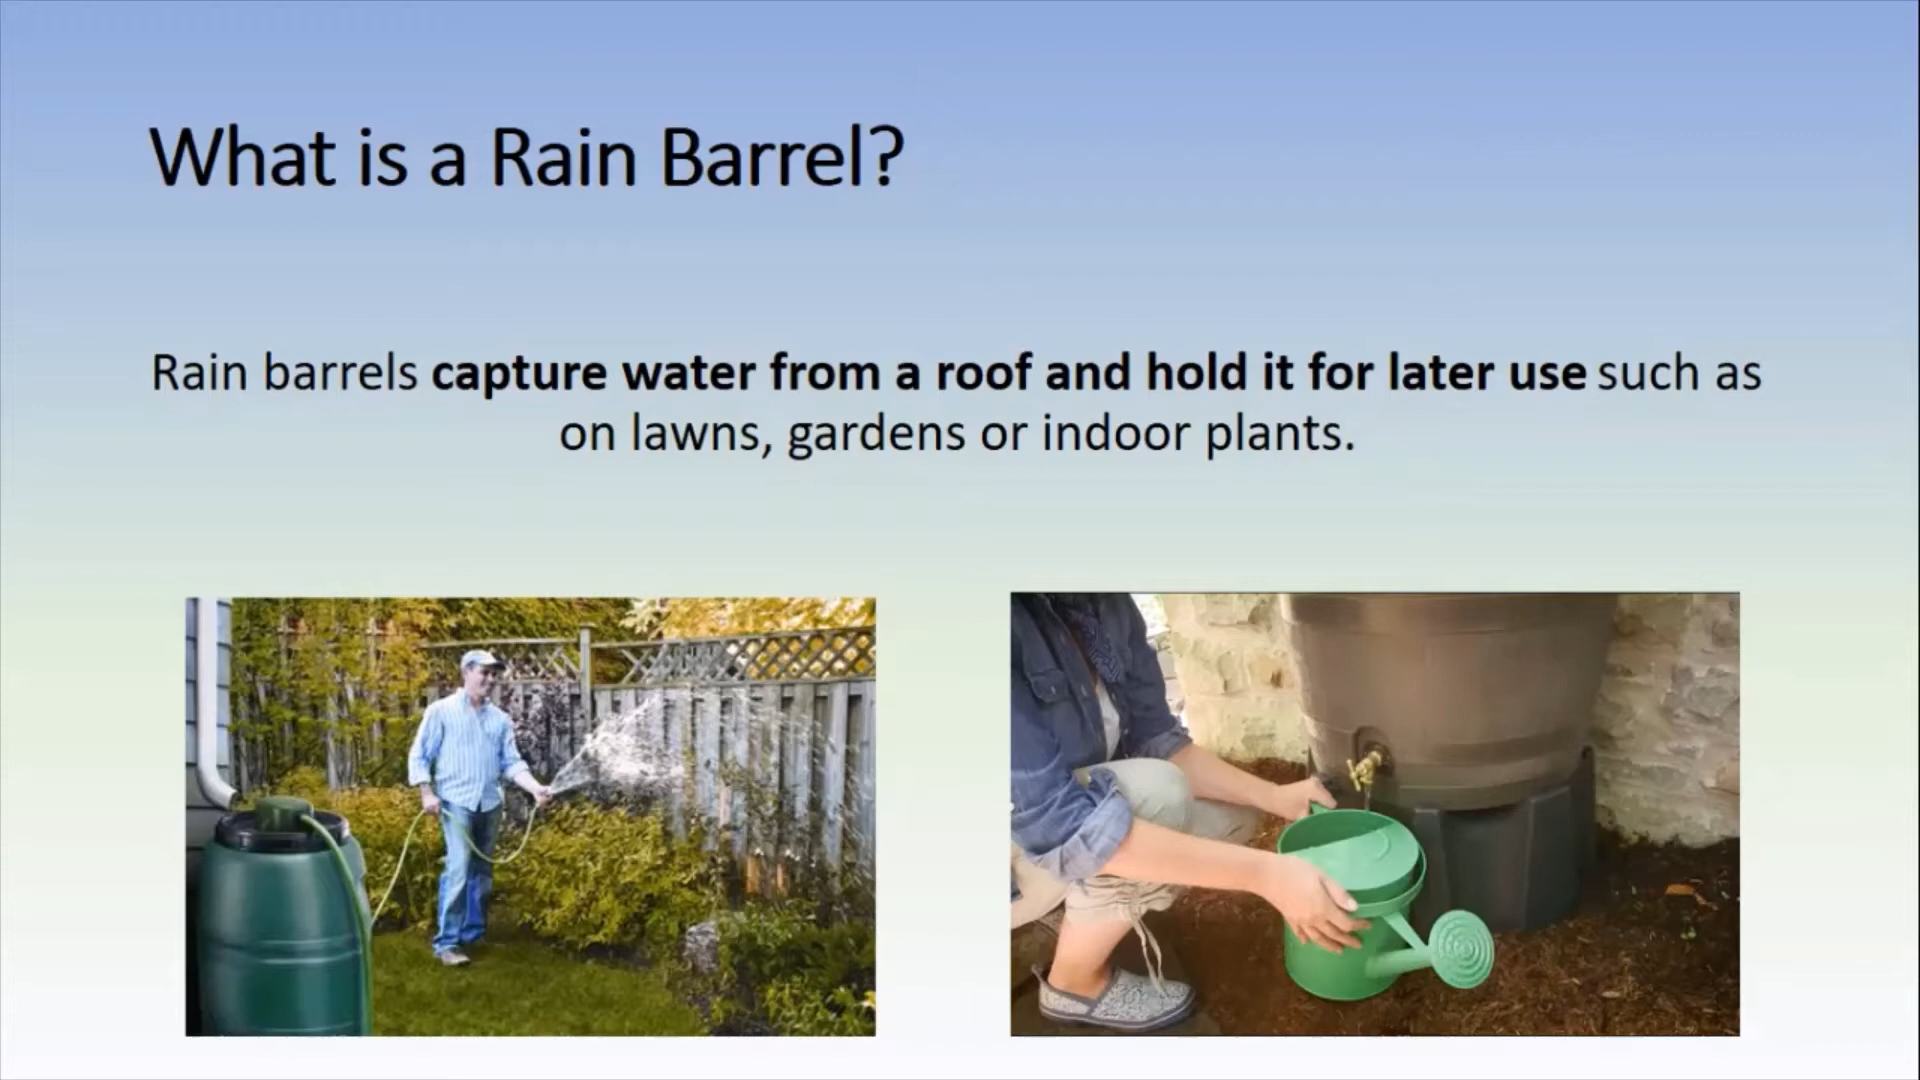 What is a Rain Barrel?
Rain barrels capture water from a roof and hold it for later use such as
on lawns, gardens or indoor plants.